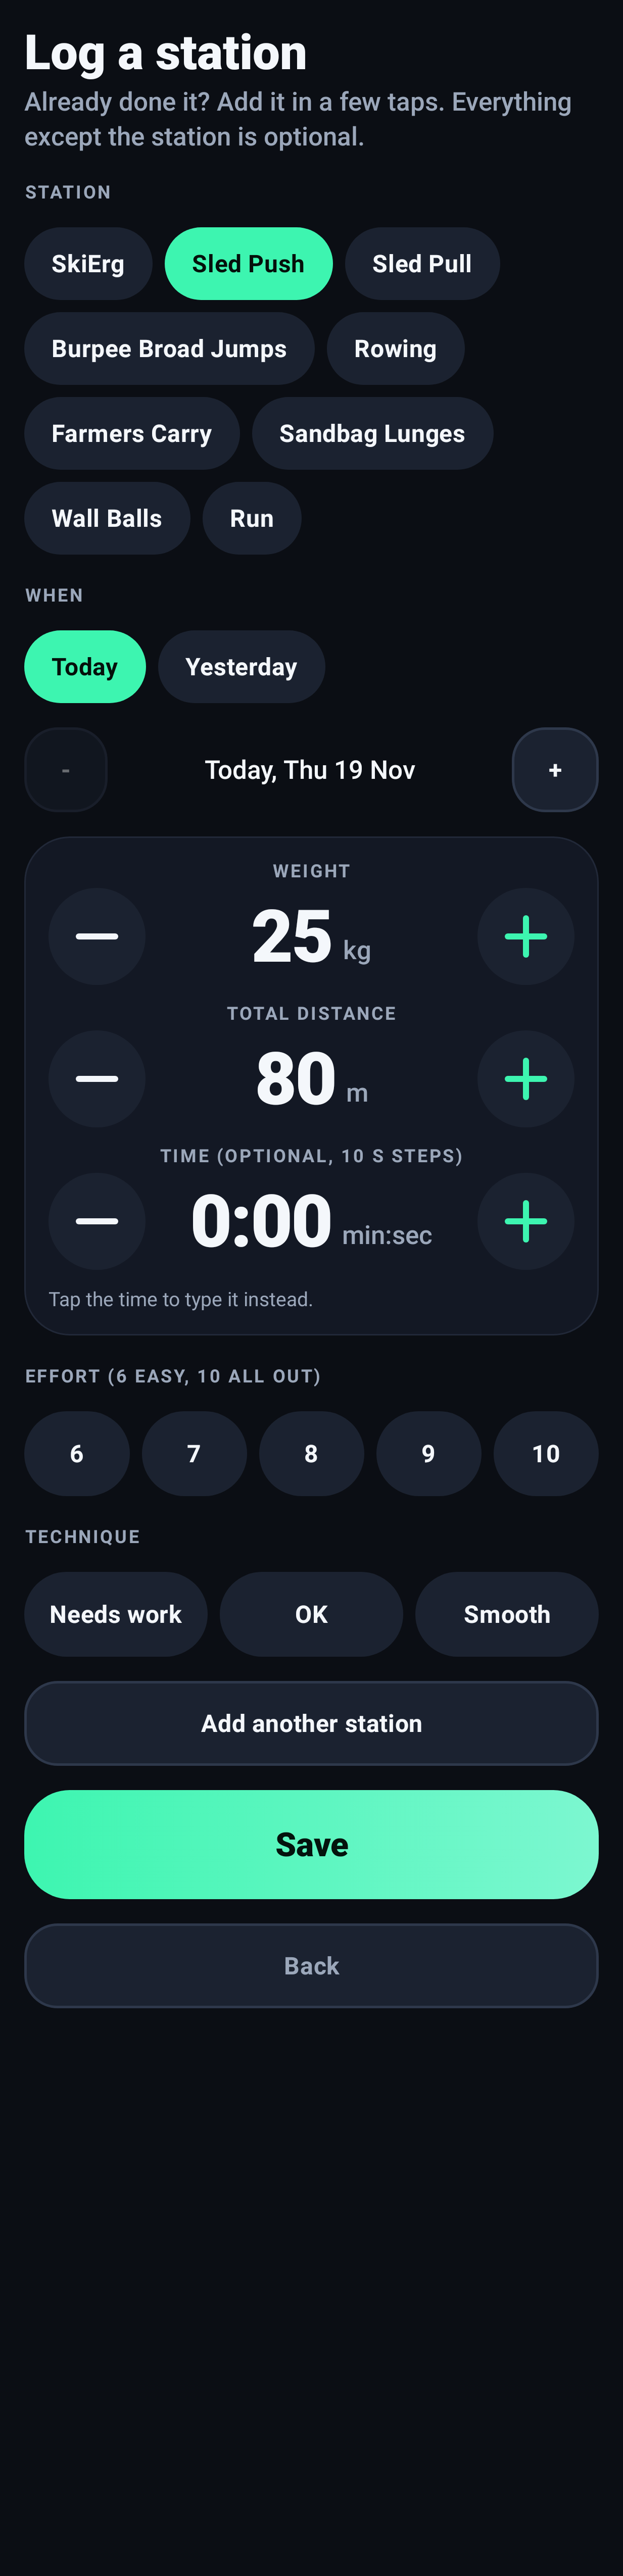 Log a station
Already done it? Add it in a few taps. Everything
except the station is optional.
STATION
SkiErg Sled Push Sled Pull
Burpee Broad Jumps Rowing
Farmers Carry Sandbag Lunges
Wall Balls Run
WHEN
Today Yesterday
- Today, Thu 19 Nov +
WEIGHT
25 kg
TOTAL DISTANCE
80 m
TIME (OPTIONAL, 10 S STEPS)
0:00 min:sec
Tap the time to type it instead.
EFFORT (6 EASY, 10 ALL OUT)
6 7 8 9 10
TECHNIQUE
Needs work OK Smooth
Add another station
Save
Back